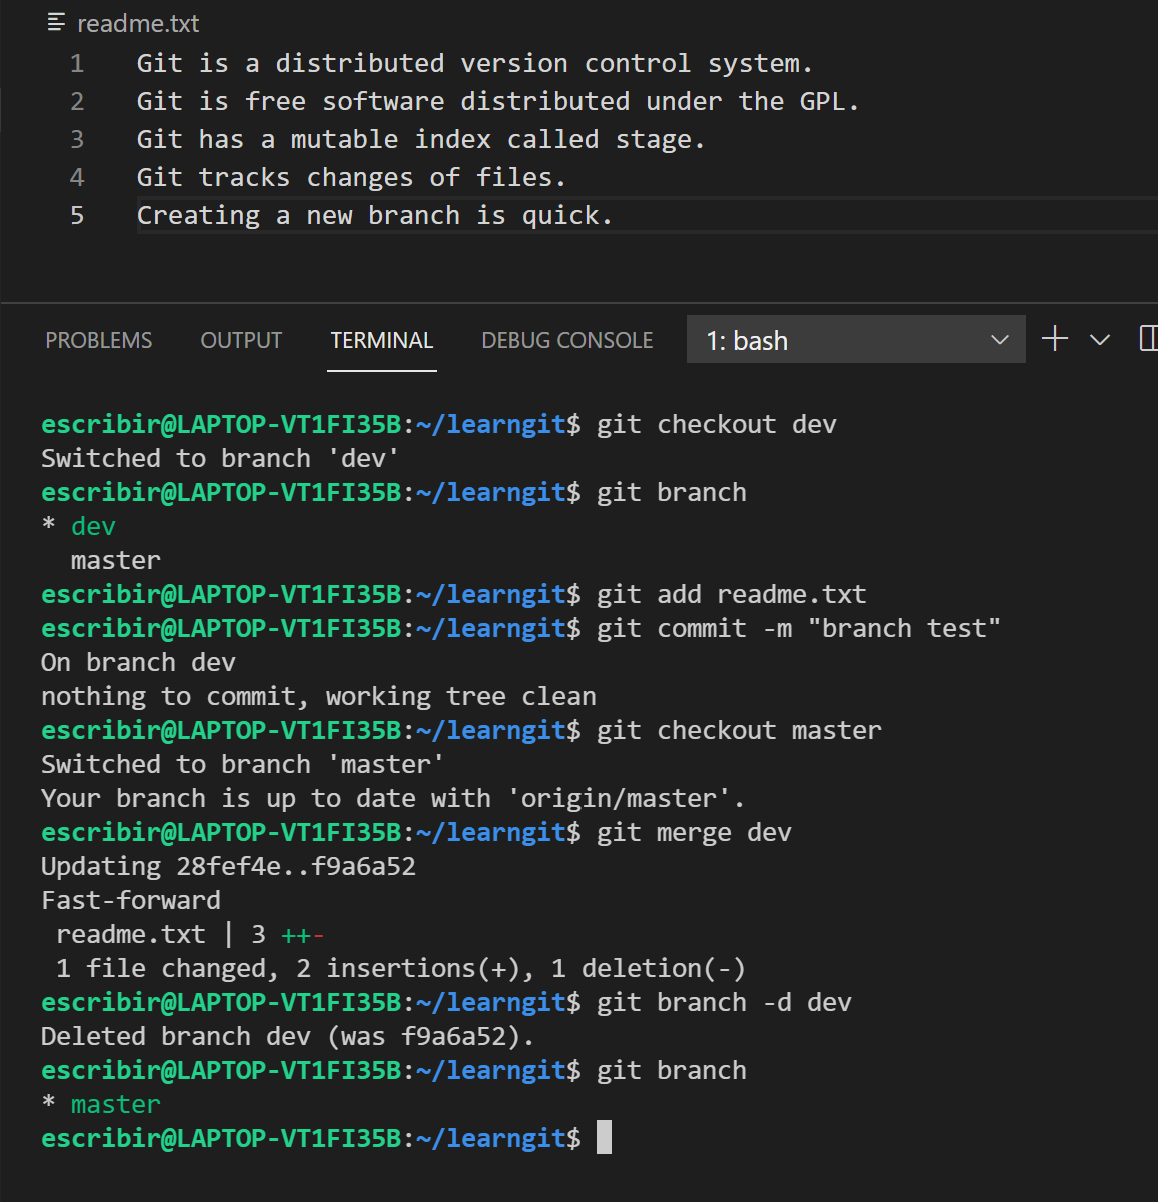 readme.txt
1 Git is a distributed version control system.
2 Git is free software distributed under the GPL.
3 Git has a mutable index called stage.
4 Git tracks changes of files.
5 Creating a new branch is quick.
PROBLEMS OUTPUT TERMINAL DEBUG CONSOLE 1: bash
escribir@LAPTOP-VT1FI35B:~/learngit$ git checkout dev
Switched to branch 'dev'
escribir@LAPTOP-VT1FI35B:~/learngit$ git branch
* dev
  master
escribir@LAPTOP-VT1FI35B:~/learngit$ git add readme.txt
escribir@LAPTOP-VT1FI35B:~/learngit$ git commit -m "branch test"
On branch dev
nothing to commit, working tree clean
escribir@LAPTOP-VT1FI35B:~/learngit$ git checkout master
Switched to branch 'master'
Your branch is up to date with 'origin/master'.
escribir@LAPTOP-VT1FI35B:~/learngit$ git merge dev
Updating 28fef4e..f9a6a52
Fast-forward
 readme.txt | 3 ++-
 1 file changed, 2 insertions(+), 1 deletion(-)
escribir@LAPTOP-VT1FI35B:~/learngit$ git branch -d dev
Deleted branch dev (was f9a6a52).
escribir@LAPTOP-VT1FI35B:~/learngit$ git branch
* master
escribir@LAPTOP-VT1FI35B:~/learngit$